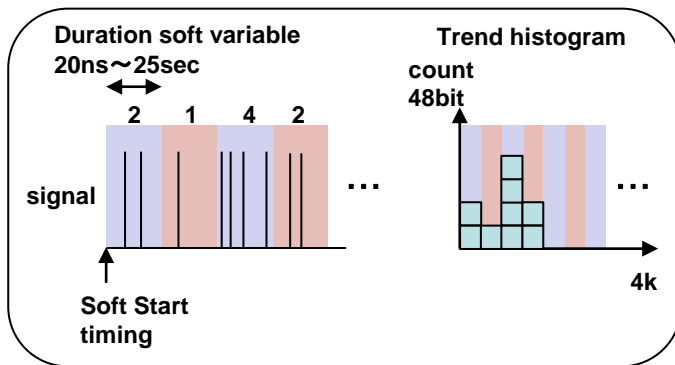 Duration soft variable
20ns～25sec
2 1 4 2
signal
...
Soft Start
timing
Trend histogram
count
48bit
...
4k